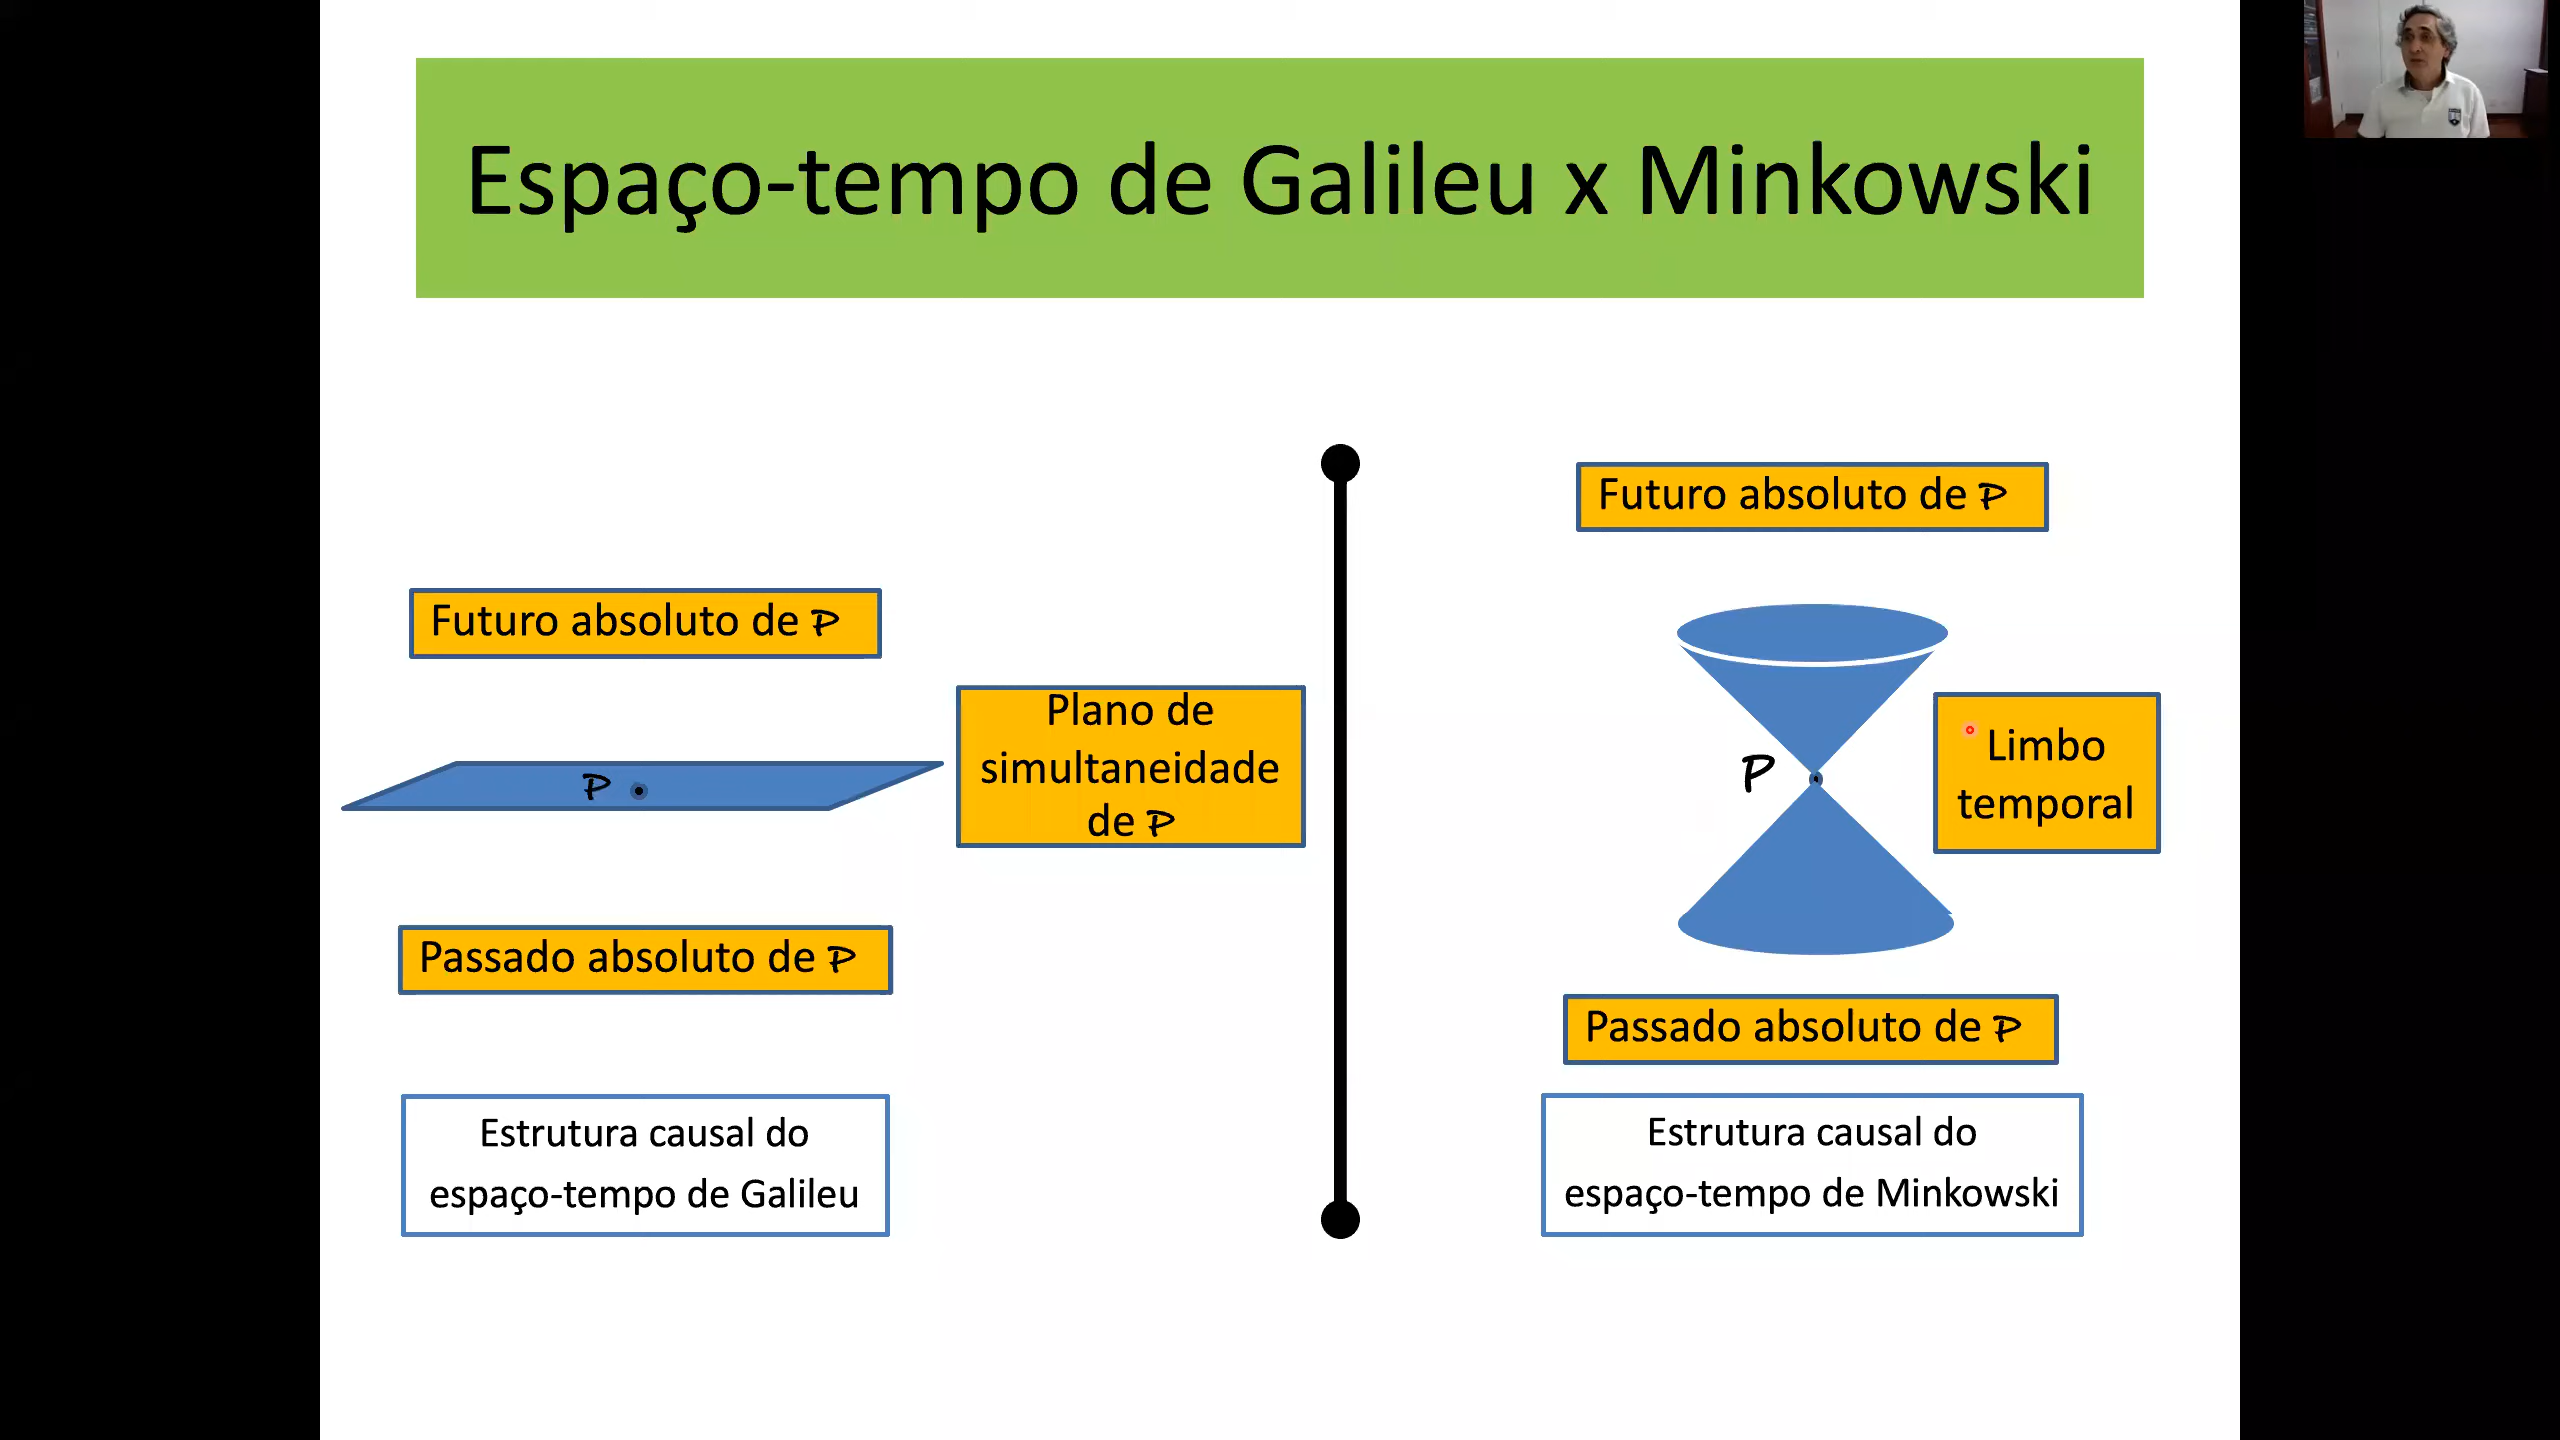 Espaço-tempo de Galileu x Minkowski
Futuro absoluto de P
P
Plano de
simultaneidade
de P
Passado absoluto de P
Estrutura causal do
espaço-tempo de Galileu
Futuro absoluto de P
P
Limbo
temporal
Passado absoluto de P
Estrutura causal do
espaço-tempo de Minkowski